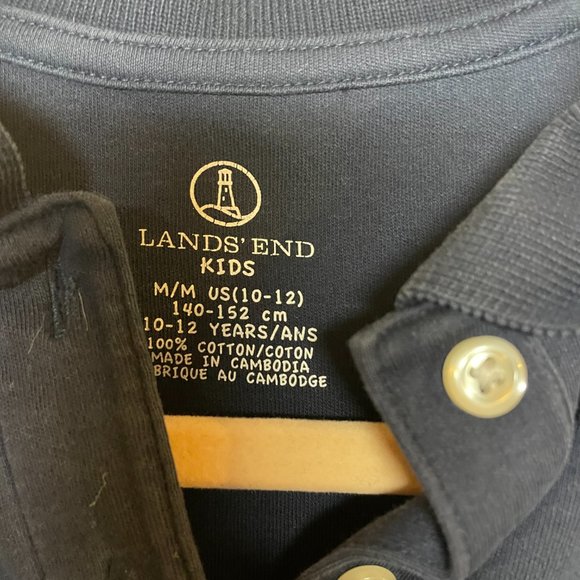 LANDS' END
KIDS
M/M US(10-12)
140-152 cm
10-12 YEARS/ANS
100% COTTON/COTON
MADE IN CAMBODIA
BRIQUE AU CAMBODGE